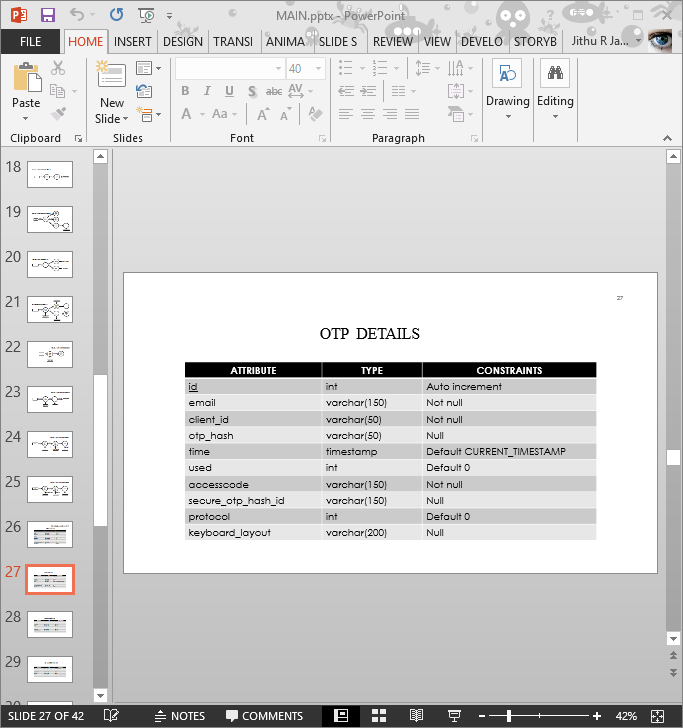 MAIN.pptx - PowerPoint
?
FILE HOME INSERT DESIGN TRANSI ANIMA SLIDE S REVIEW VIEW DEVELO STORYB Jithu R Ja...
40
B I U S abc AV
A Aa A A
Paste New Slide Drawing Editing
Clipboard Slides Font Paragraph
18
19
20
21
22
23
24
25
26
27
28
29
27
OTP DETAILS
ATTRIBUTE TYPE CONSTRAINTS
id int Auto increment
email varchar(150) Not null
client_id varchar(50) Not null
otp_hash varchar(50) Null
time timestamp Default CURRENT_TIMESTAMP
used int Default 0
accesscode varchar(150) Not null
secure_otp_hash_id varchar(150) Null
protocol int Default 0
keyboard_layout varchar(200) Null
SLIDE 27 OF 42 NOTES COMMENTS 42%